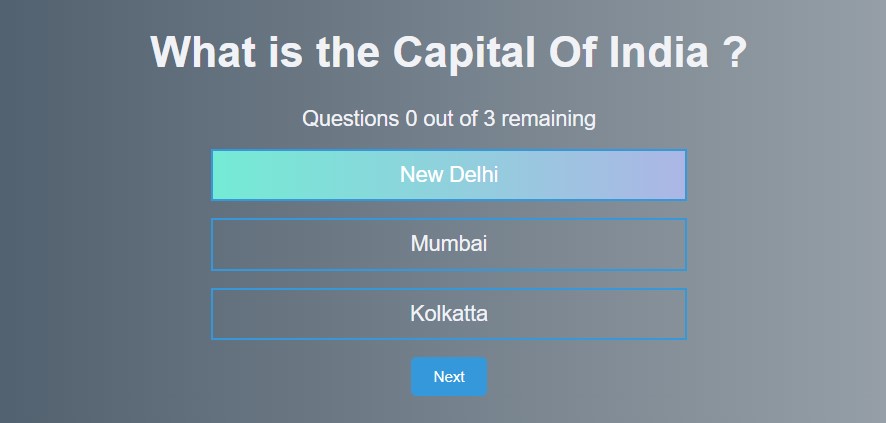 What is the Capital Of India ?
Questions 0 out of 3 remaining
New Delhi
Mumbai
Kolkatta
Next